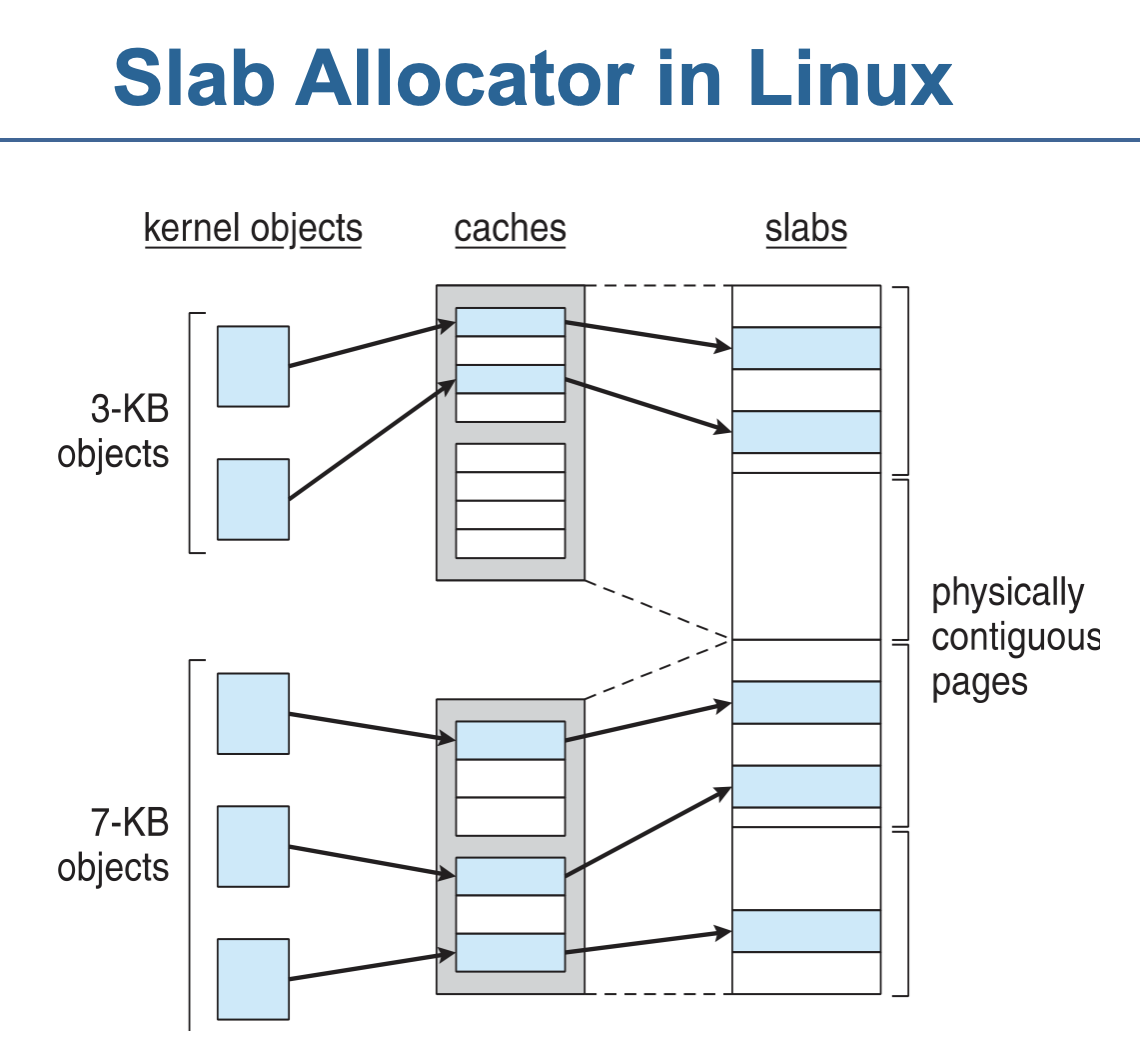 Slab Allocator in Linux
kernel objects
caches
slabs
3-KB
objects
physically
contiguous
pages
7-KB
objects